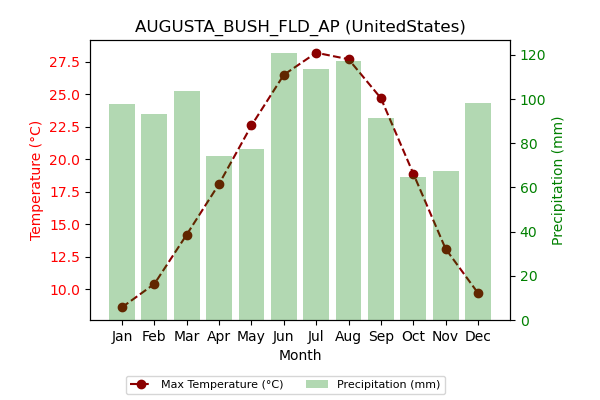 AUGUSTA_BUSH_FLD_AP (UnitedStates)
27.5
25.0
22.5
20.0
17.5
15.0
12.5
10.0
Temperature (°C)
120
100
80
60
40
20
0
Precipitation (mm)
Jan Feb Mar Apr May Jun Jul Aug Sep Oct Nov Dec
Month
Max Temperature (°C) Precipitation (mm)